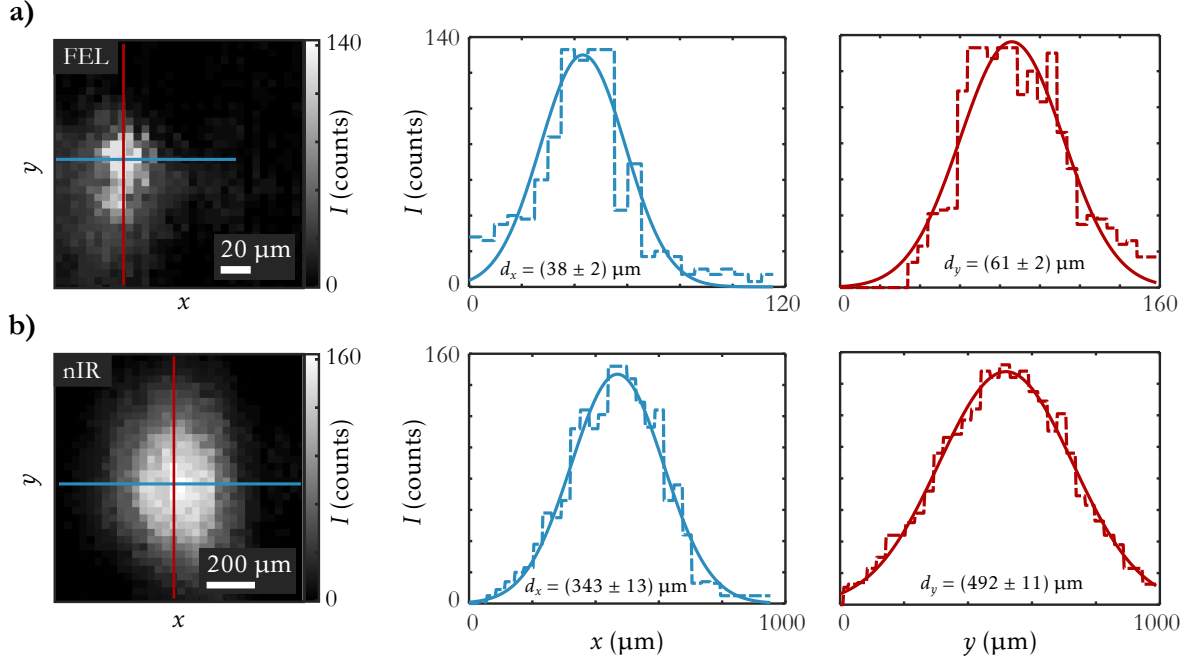 a)
FEL
y
20 μm
x
140
I (counts)
0
140
I (counts)
0
d_x = (38 ± 2) μm
0
120
d_y = (61 ± 2) μm
0
160
b)
nIR
y
200 μm
x
160
I (counts)
0
160
I (counts)
0
d_x = (343 ± 13) μm
0
1000
x (μm)
d_y = (492 ± 11) μm
0
1000
y (μm)